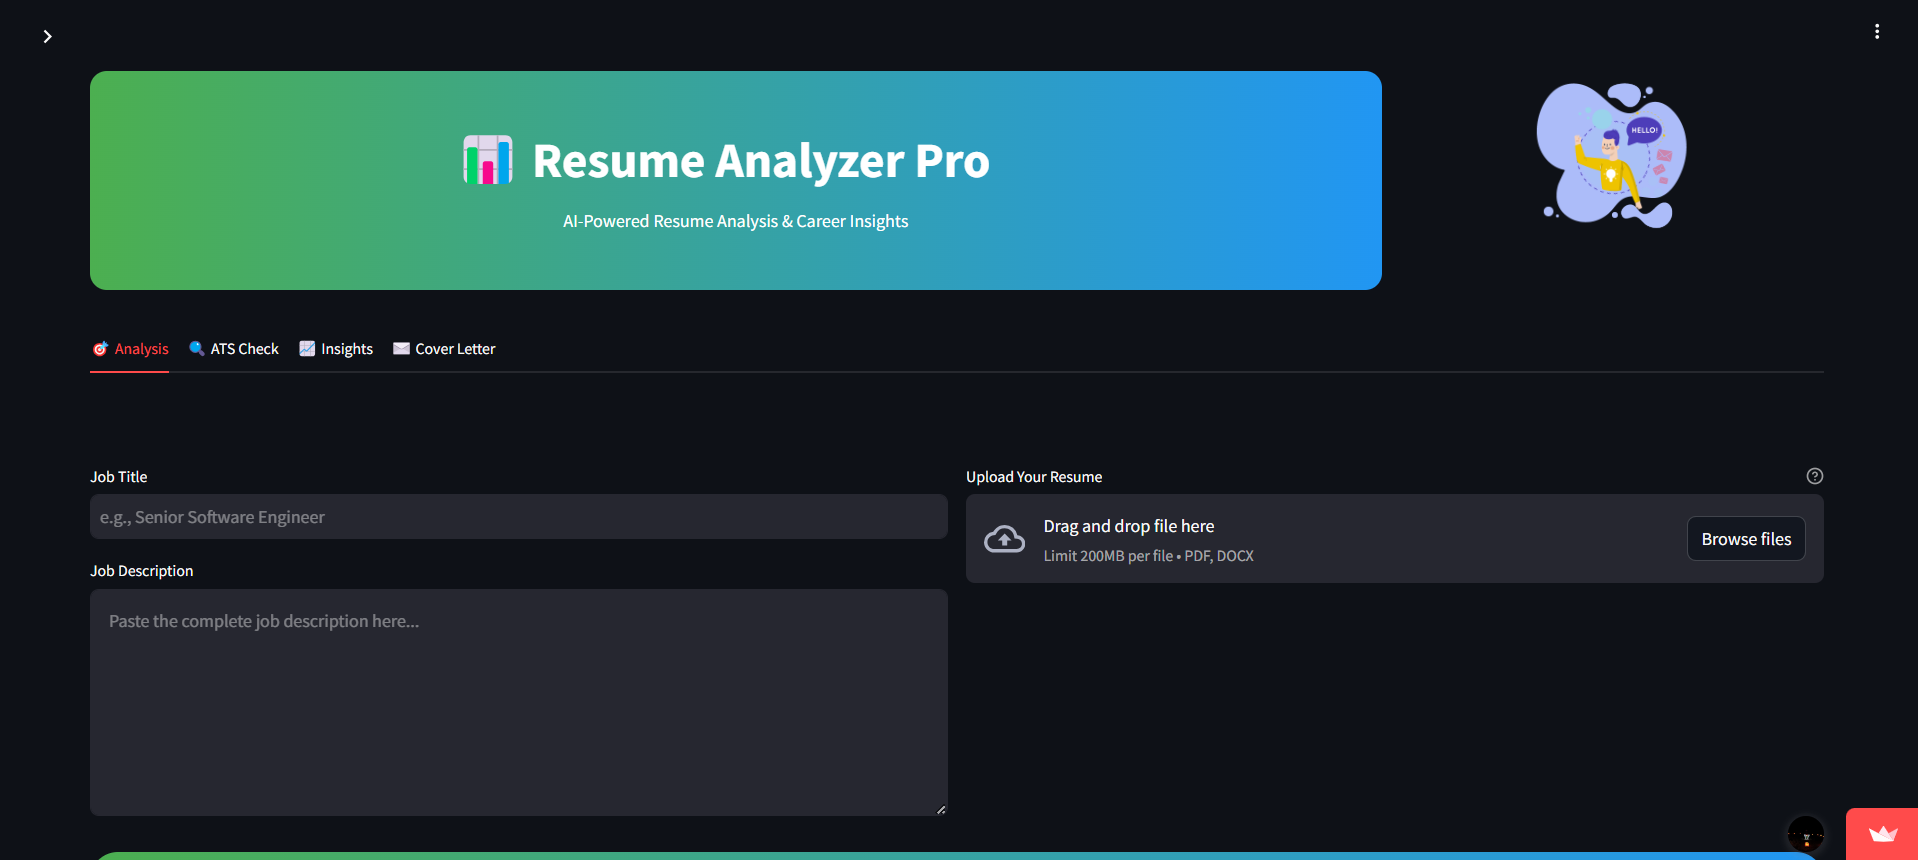 Resume Analyzer Pro
AI-Powered Resume Analysis & Career Insights
HELLO!
Analysis
ATS Check
Insights
Cover Letter
Job Title
e.g., Senior Software Engineer
Job Description
Paste the complete job description here...
Upload Your Resume
Drag and drop file here
Limit 200MB per file • PDF, DOCX
Browse files